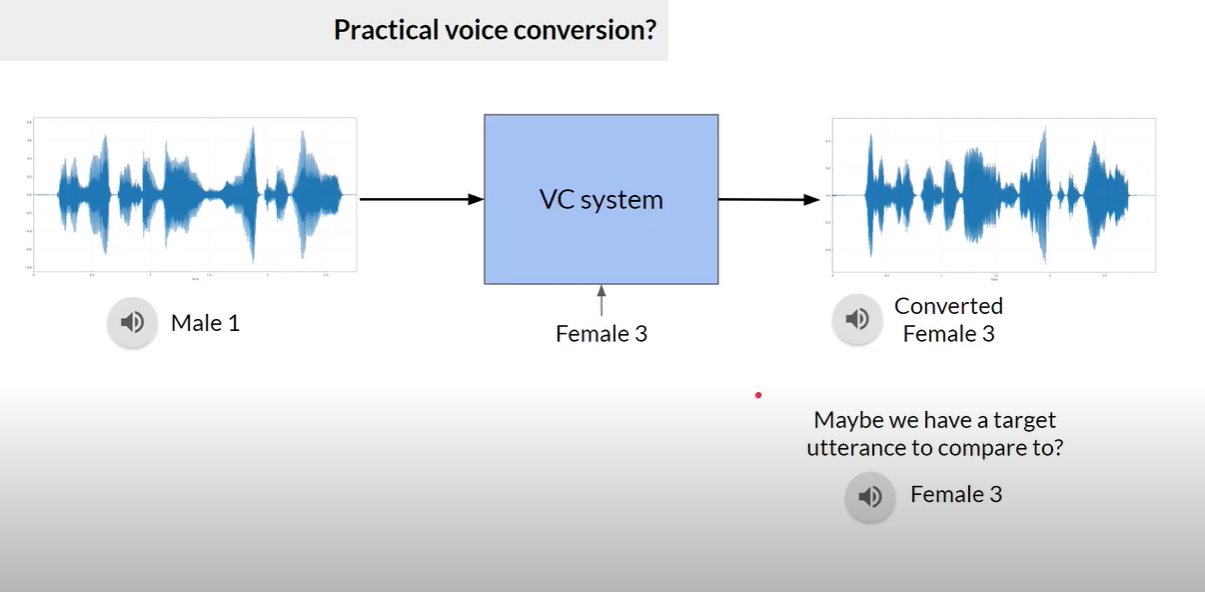 Practical voice conversion?
VC system
Male 1
Female 3
Converted
Female 3
Maybe we have a target
utterance to compare to?
Female 3